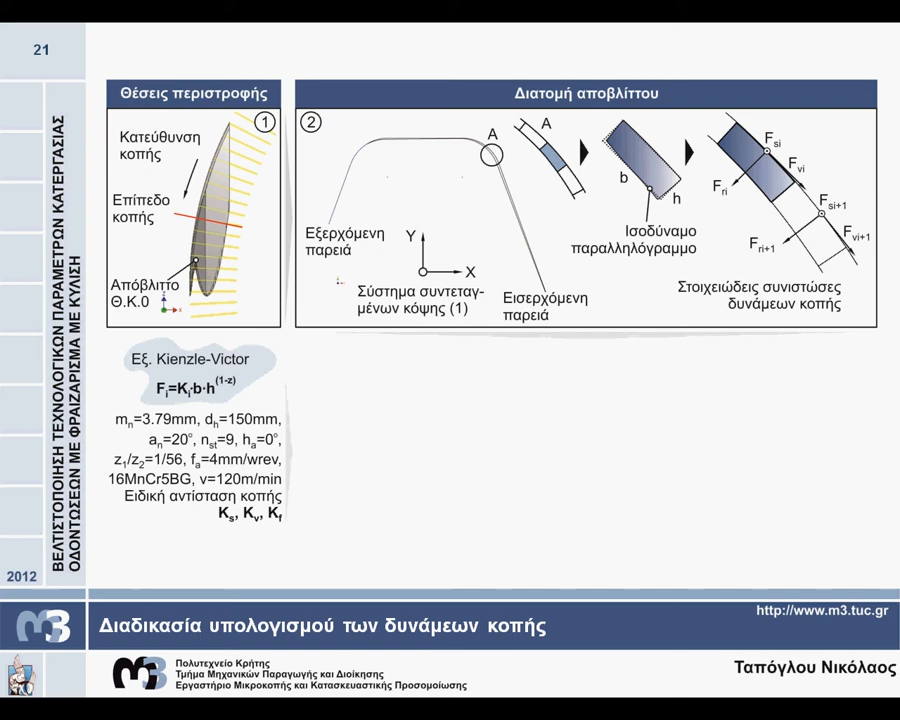 21
ΒΕΛΤΙΣΤΟΠΟΙΗΣΗ ΤΕΧΝΟΛΟΓΙΚΩΝ ΠΑΡΑΜΕΤΡΩΝ ΚΑΤΕΡΓΑΣΙΑΣ
ΟΔΟΝΤΩΣΕΩΝ ΜΕ ΦΡΑΙΖΑΡΙΣΜΑ ΜΕ ΚΥΛΙΣΗ
2012
Θέσεις περιστροφής
1
Κατεύθυνση
κοπής
Επίπεδο
κοπής
Απόβλιττο
Θ.Κ.0
Διατομή αποβλίττου
2
A
Εξερχόμενη
παρειά
Y
X
Σύστημα συντεταγ-
μένων κόψης (1)
Εισερχόμενη
παρειά
A
b
h
Ισοδύναμο
παραλληλόγραμμο
Fsi
Fvi
Fri
Fsi+1
Fvi+1
Fri+1
Στοιχειώδεις συνιστώσες
δυνάμεων κοπής
Εξ. Kienzle-Victor
Fi=Ki·b·h(1-z)
mn=3.79mm, dh=150mm,
an=20°, nst=9, ha=0°,
z1/z2=1/56, fa=4mm/wrev,
16MnCr5BG, v=120m/min
Ειδική αντίσταση κοπής
Ks, Kv, Kf
m3
Διαδικασία υπολογισμού των δυνάμεων κοπής
http://www.m3.tuc.gr
m3
Πολυτεχνείο Κρήτης
Τμήμα Μηχανικών Παραγωγής και Διοίκησης
Εργαστήριο Μικροκοπής και Κατασκευαστικής Προσομοίωσης
Ταπόγλου Νικόλαος